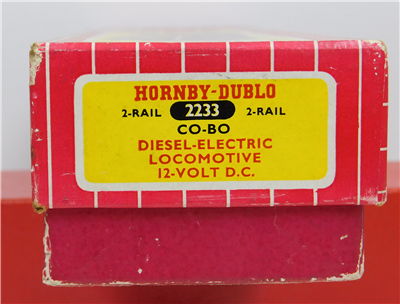 HORNBY-DUBLO
2-RAIL 2233 2-RAIL
CO-BO
DIESEL-ELECTRIC
LOCOMOTIVE
12-VOLT D.C.